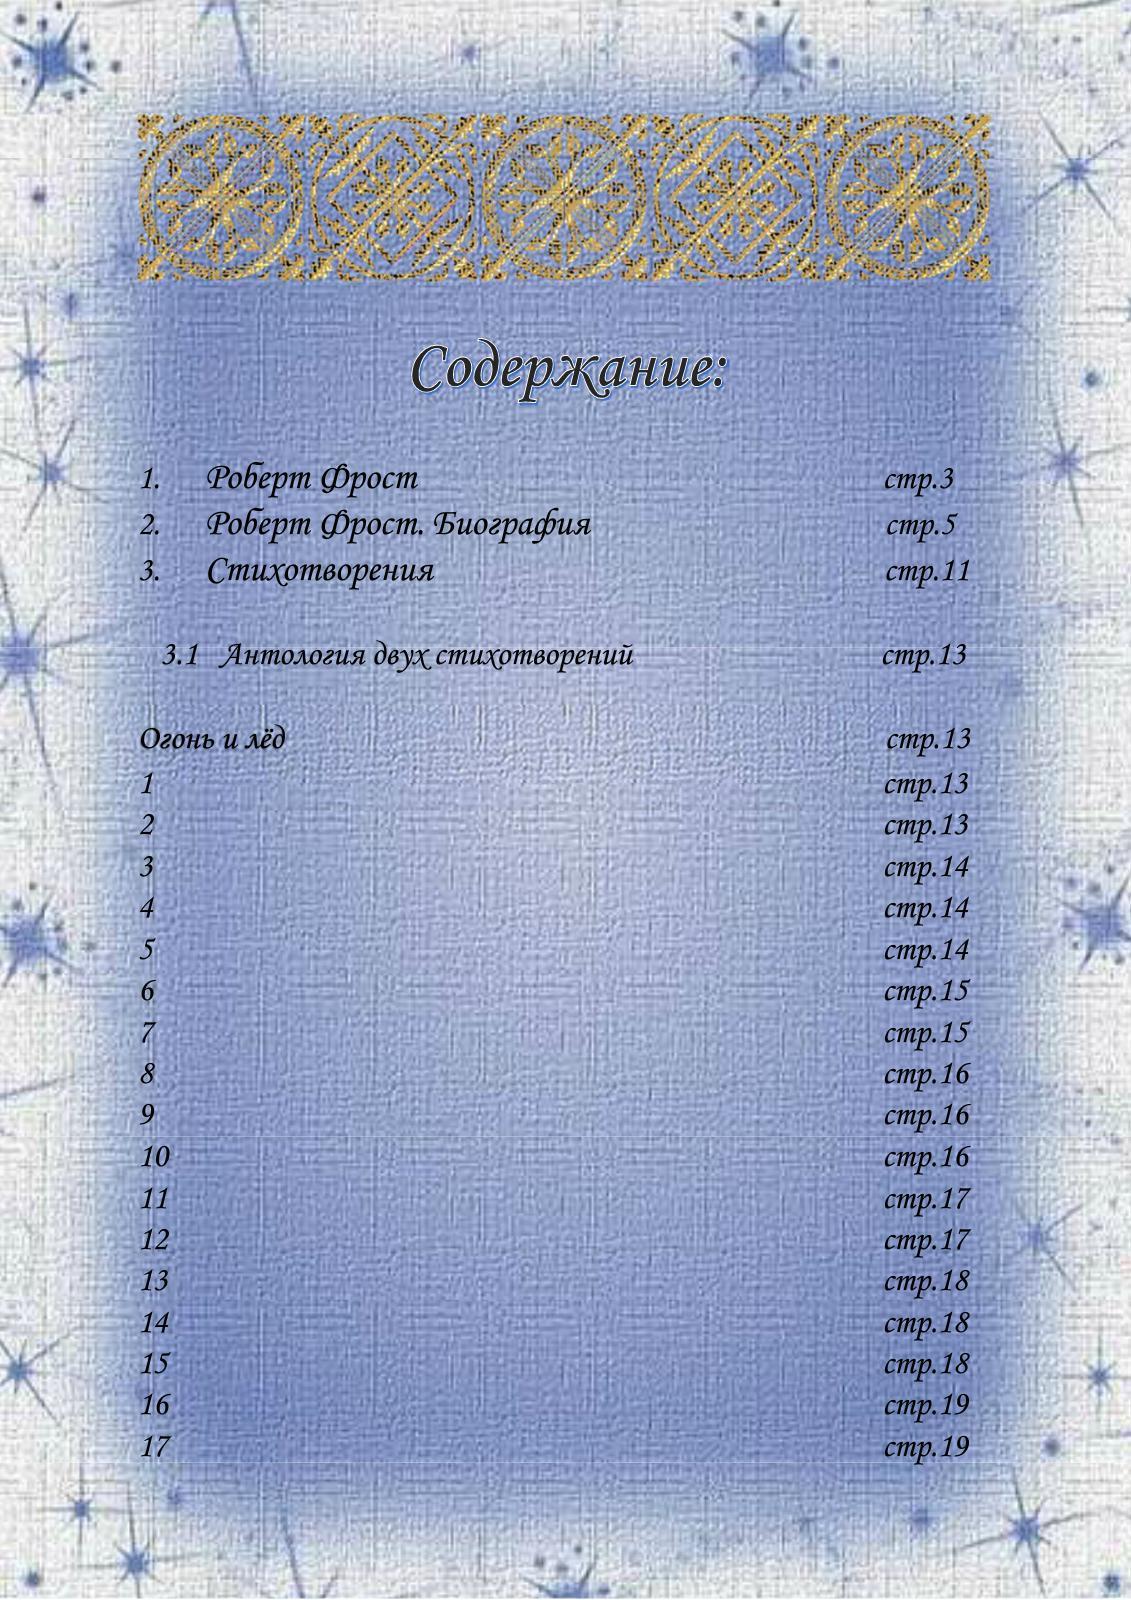 Содержание:
1. Роберт Фрост стр.3
2. Роберт Фрост. Биография стр.5
3. Стихотворения стр.11
3.1 Антология двух стихотворений стр.13
Огонь и лёд стр.13
1 стр.13
2 стр.13
3 стр.14
4 стр.14
5 стр.14
6 стр.15
7 стр.15
8 стр.16
9 стр.16
10 стр.16
11 стр.17
12 стр.17
13 стр.18
14 стр.18
15 стр.18
16 стр.19
17 стр.19